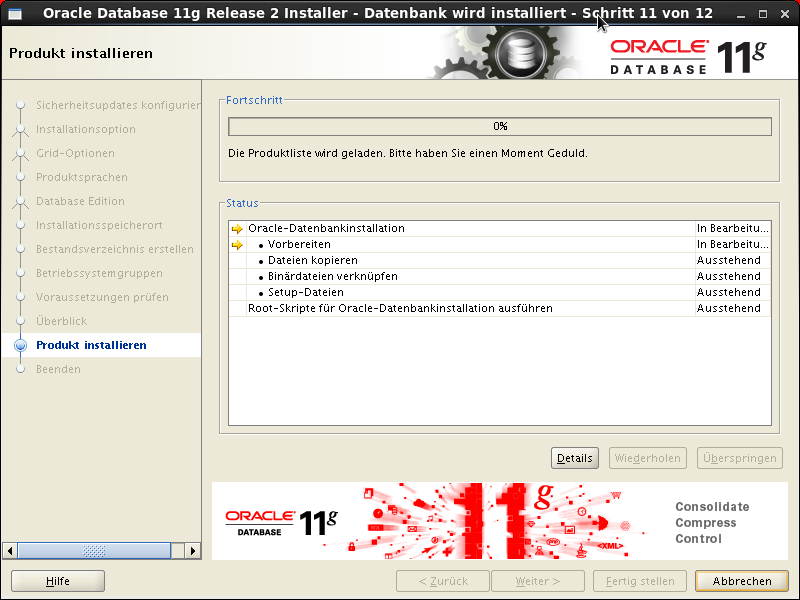 Oracle Database 11g Release 2 Installer - Datenbank wird installiert - Schritt 11 von 12
Produkt installieren
ORACLE
DATABASE
11g
Sicherheitsupdates konfigurier
Installationsoption
Grid-Optionen
Produktsprachen
Database Edition
Installationsspeicherort
Bestandsverzeichnis erstellen
Betriebssystemgruppen
Voraussetzungen prüfen
Überblick
Produkt installieren
Beenden
Fortschritt
0%
Die Produktliste wird geladen. Bitte haben Sie einen Moment Geduld.
Status
Oracle-Datenbankinstallation In Bearbeitu...
• Vorbereiten In Bearbeitu...
• Dateien kopieren Ausstehend
• Binärdateien verknüpfen Ausstehend
• Setup-Dateien Ausstehend
Root-Skripte für Oracle-Datenbankinstallation ausführen Ausstehend
Details Wiederholen Überspringen
ORACLE
DATABASE
11g
11g
<XML>
Consolidate
Compress
Control
Hilfe < Zurück Weiter > Fertig stellen Abbrechen